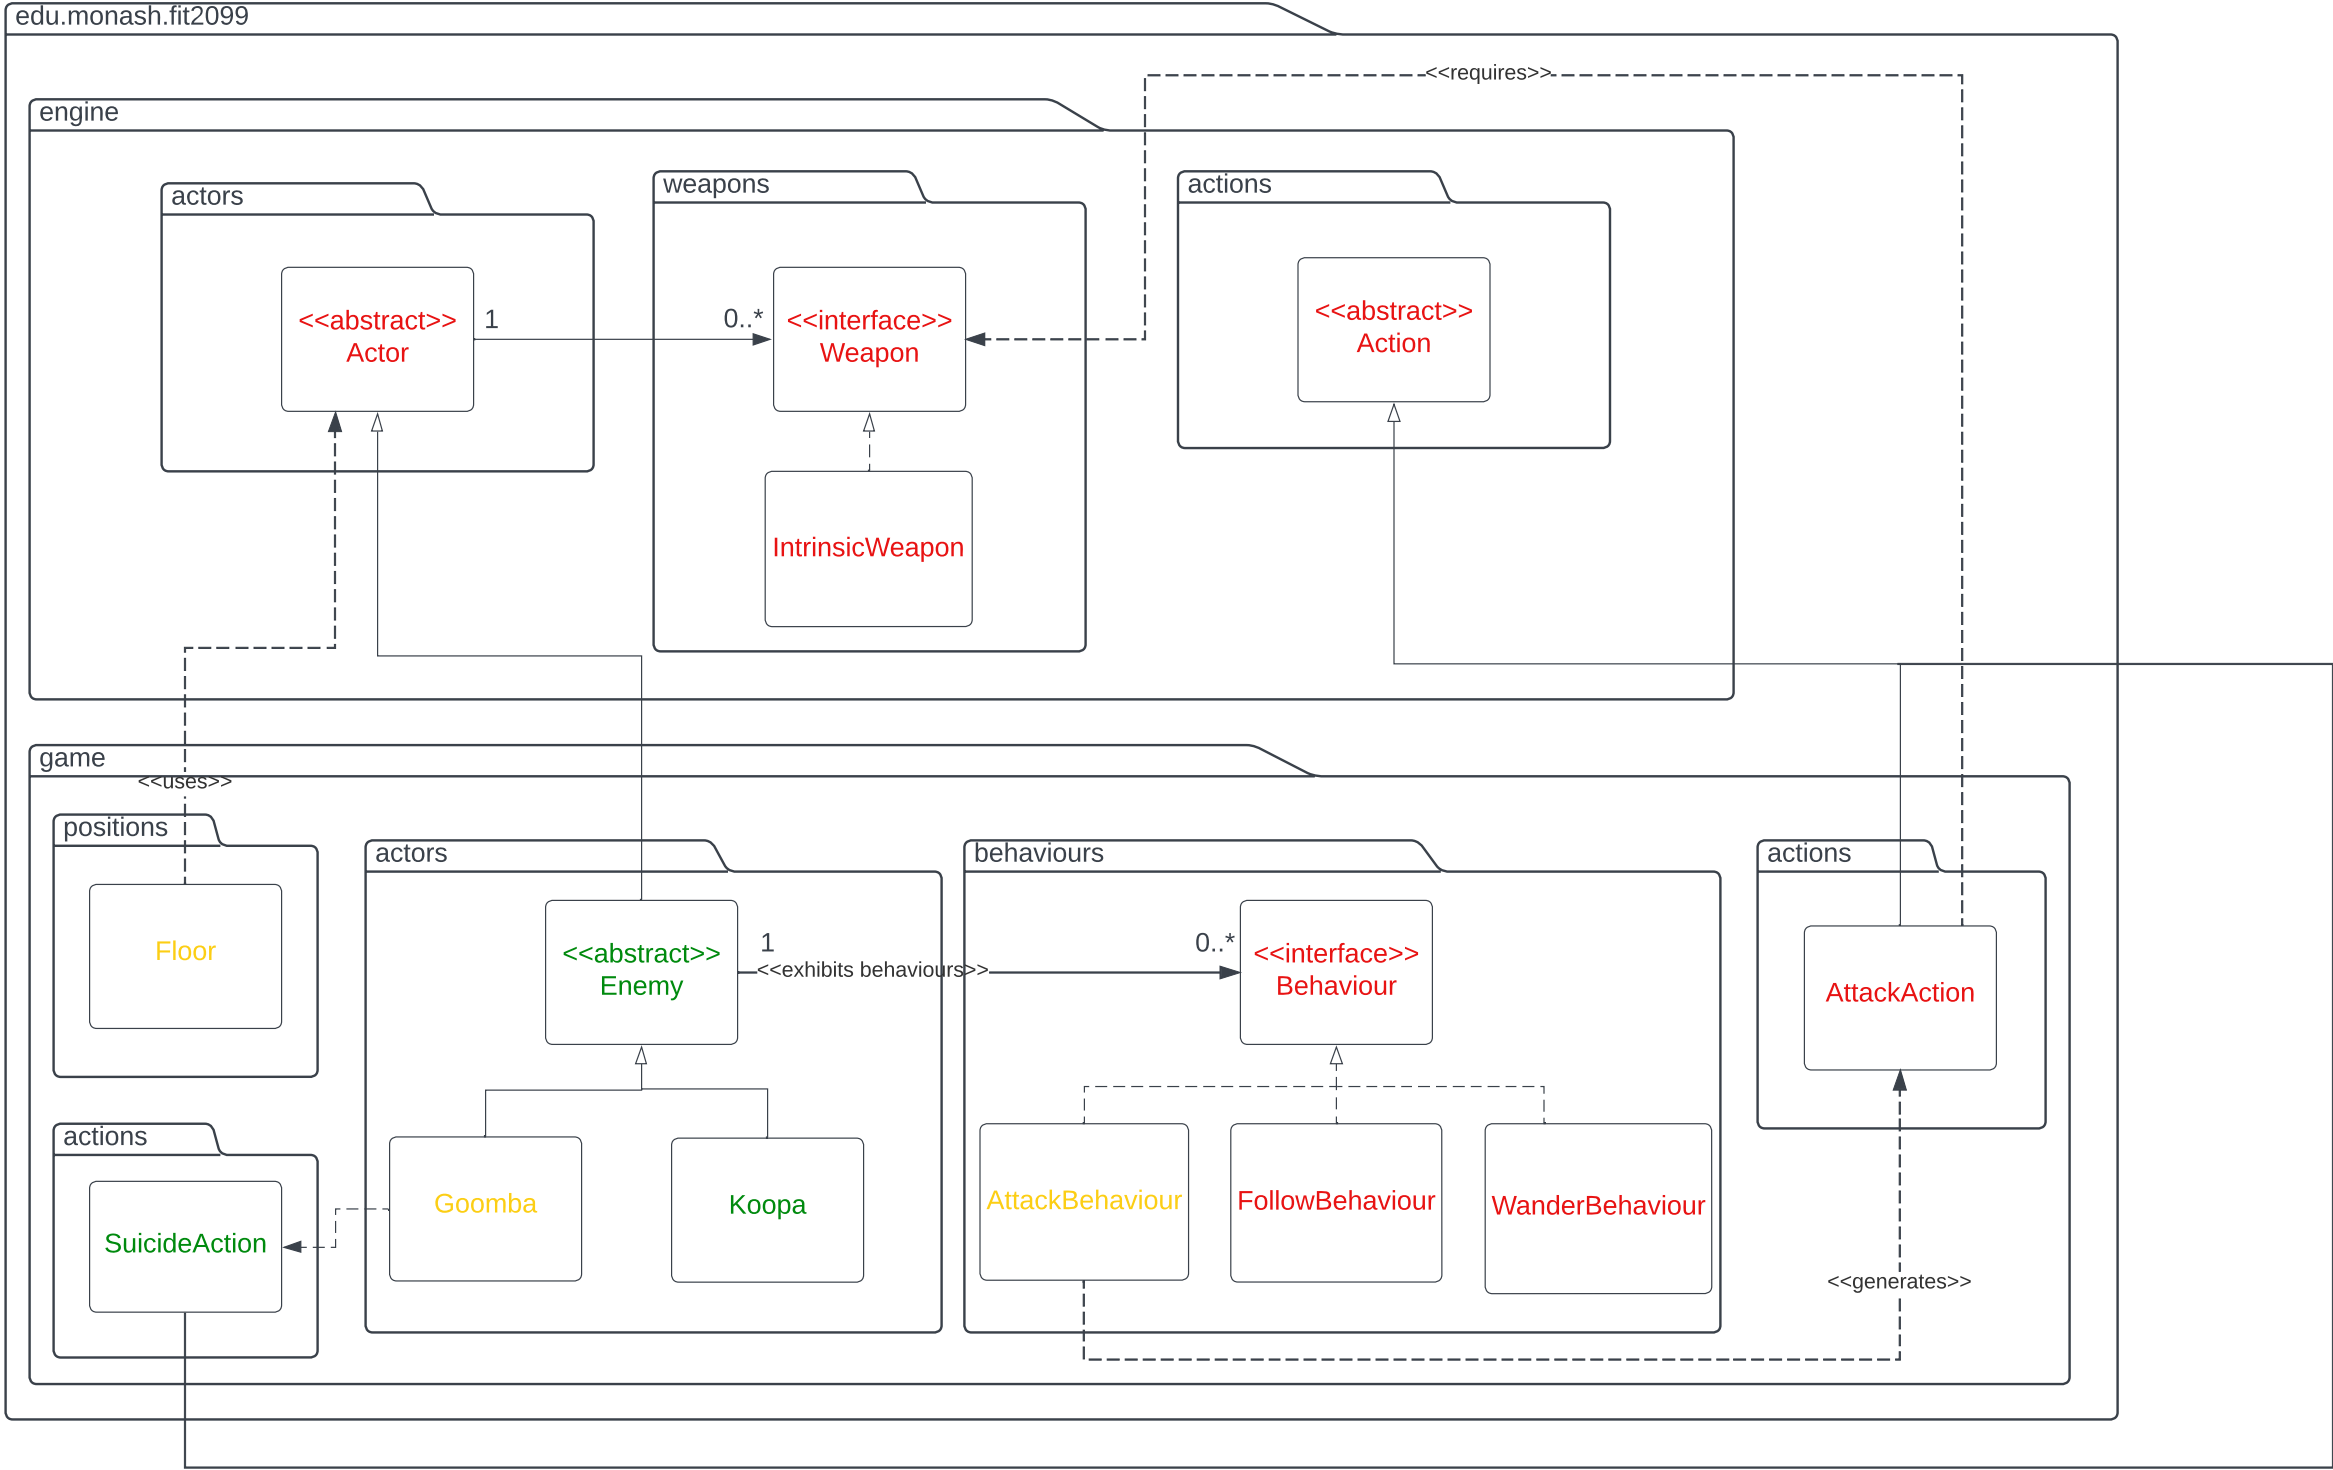 edu.monash.fit2099
<<requires>>
engine
actors
weapons
actions
<<abstract>>
Actor
1
0..*
<<interface>>
Weapon
<<abstract>>
Action
IntrinsicWeapon
game
<<uses>>
positions
actors
behaviours
actions
Floor
<<abstract>>
Enemy
1
<<exhibits behaviours>>
0..*
<<interface>>
Behaviour
AttackAction
actions
SuicideAction
Goomba
Koopa
AttackBehaviour
FollowBehaviour
WanderBehaviour
<<generates>>